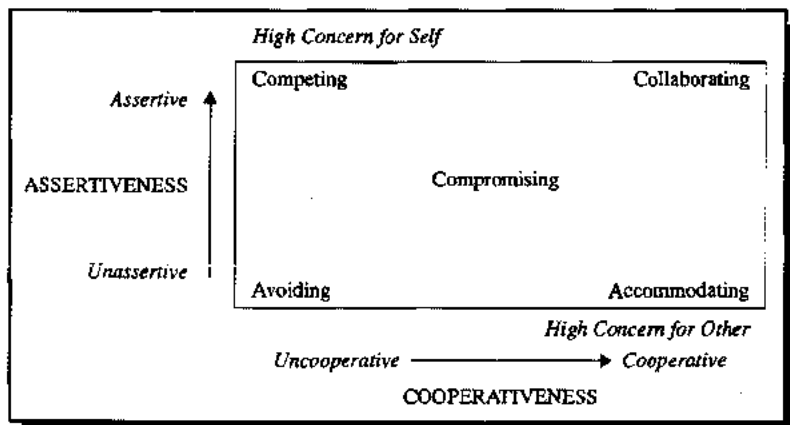 High Concern for Self
Competing Collaborating
Assertive
Compromising
ASSERTIVENESS
Unassertive
Avoiding Accommodating
High Concern for Other
Uncooperative Cooperative
COOPERATIVENESS